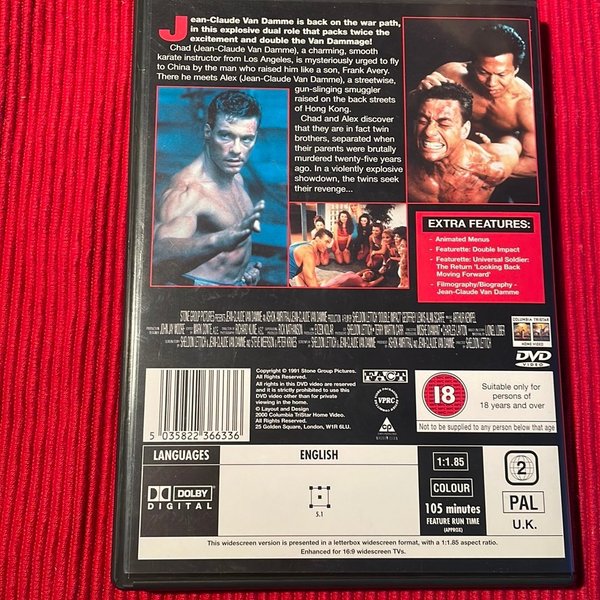 Jean-Claude Van Damme is back on the war path,
in this explosive dual role that packs twice the
excitement and double the Van Dammage!
Chad (Jean-Claude Van Damme), a charming, smooth
karate instructor from Los Angeles, is mysteriously urged to fly
to China by the man who raised him like a son, Frank Avery.
There he meets Alex (Jean-Claude Van Damme), a streetwise,
gun-slinging smuggler
raised on the back streets
of Hong Kong.
Chad and Alex discover
that they are in fact twin
brothers, separated when
their parents were brutally
murdered twenty-five years
ago. In a violently explosive
showdown, the twins seek
their revenge...
EXTRA FEATURES:
- Animated Menus
- Featurette: Double Impact
- Featurette: Universal Soldier:
The Return 'Looking Back
Moving Forward'
- Filmography/Biography -
Jean-Claude Van Damme
COLUMBIA TRISTAR
HOME VIDEO
DVD
VIDEO
Copyright © 1991 Stone Group Pictures.
All Rights Reserved.
All rights in this DVD video are reserved
and it is strictly prohibited to use this
DVD video other than for private
viewing in the home.
© Layout and Design
2000 Columbia TriStar Home Video.
All Rights Reserved.
25 Golden Square, London, W1R 6LU.
5 035822 366336
FACT
VPRC
18
Suitable only for
persons of
18 years and over
Not to be supplied to any person below that age
LANGUAGES
ENGLISH
DOLBY
DIGITAL
5.1
1:1.85
COLOUR
105 minutes
FEATURE RUN TIME
(APPROX)
2
PAL
U.K.
This widescreen version is presented in a letterbox widescreen format, with a 1:1.85 aspect ratio.
Enhanced for 16:9 widescreen TVs.